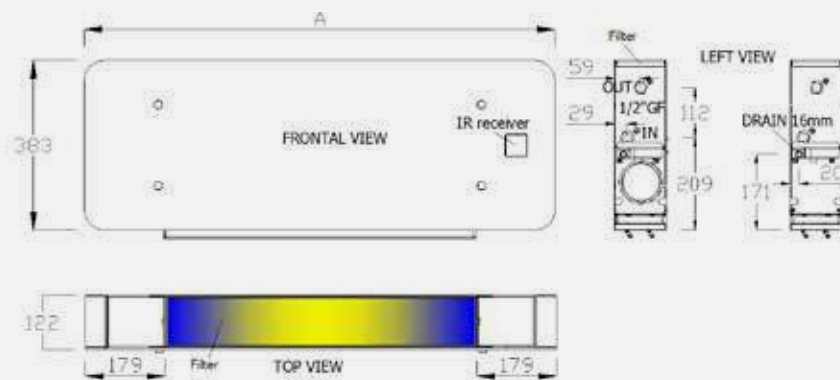 A
383
FRONTAL VIEW
IR receiver
Filter
59
OUT
1/2"GF
29
IN
112
209
LEFT VIEW
DRAIN 16mm
171
20
122
179
Filter
TOP VIEW
179